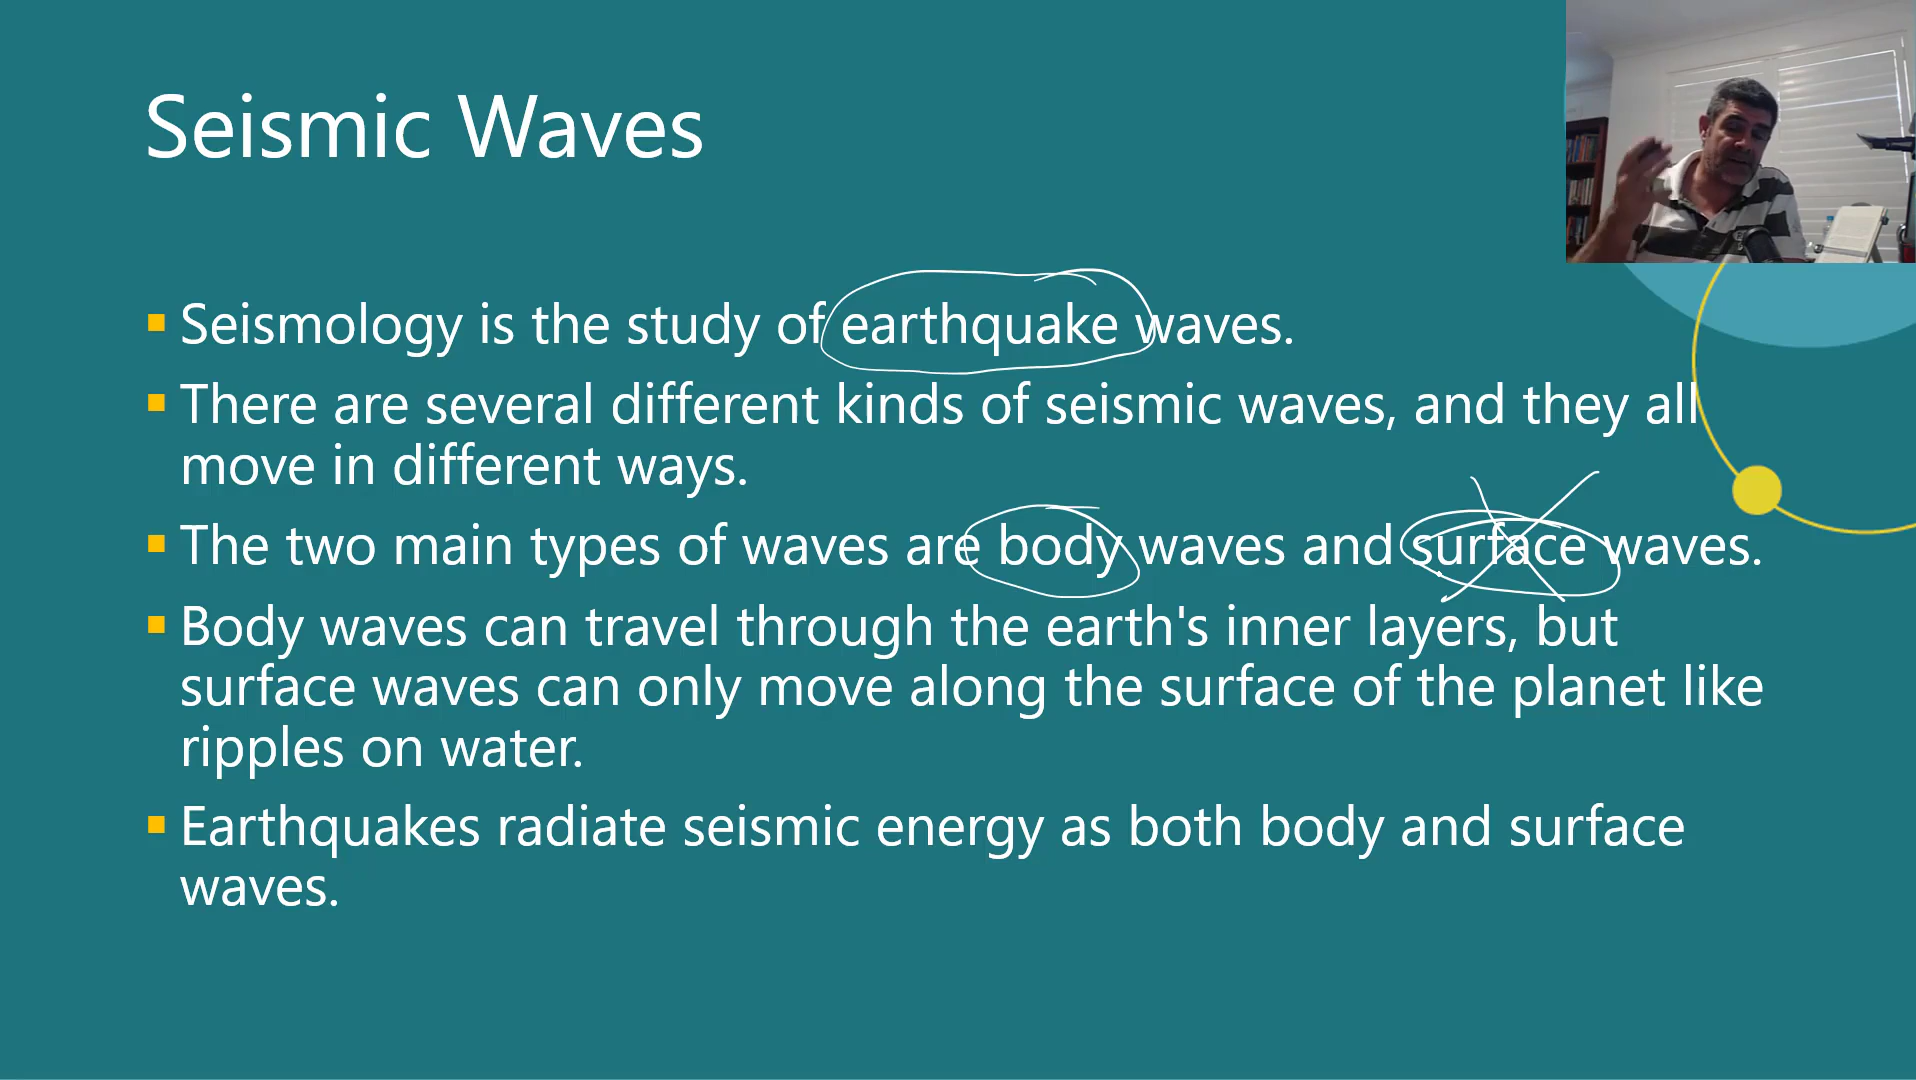 Seismic Waves
Seismology is the study of earthquake waves.
There are several different kinds of seismic waves, and they all
move in different ways.
The two main types of waves are body waves and surface waves.
Body waves can travel through the earth's inner layers, but
surface waves can only move along the surface of the planet like
ripples on water.
Earthquakes radiate seismic energy as both body and surface
waves.